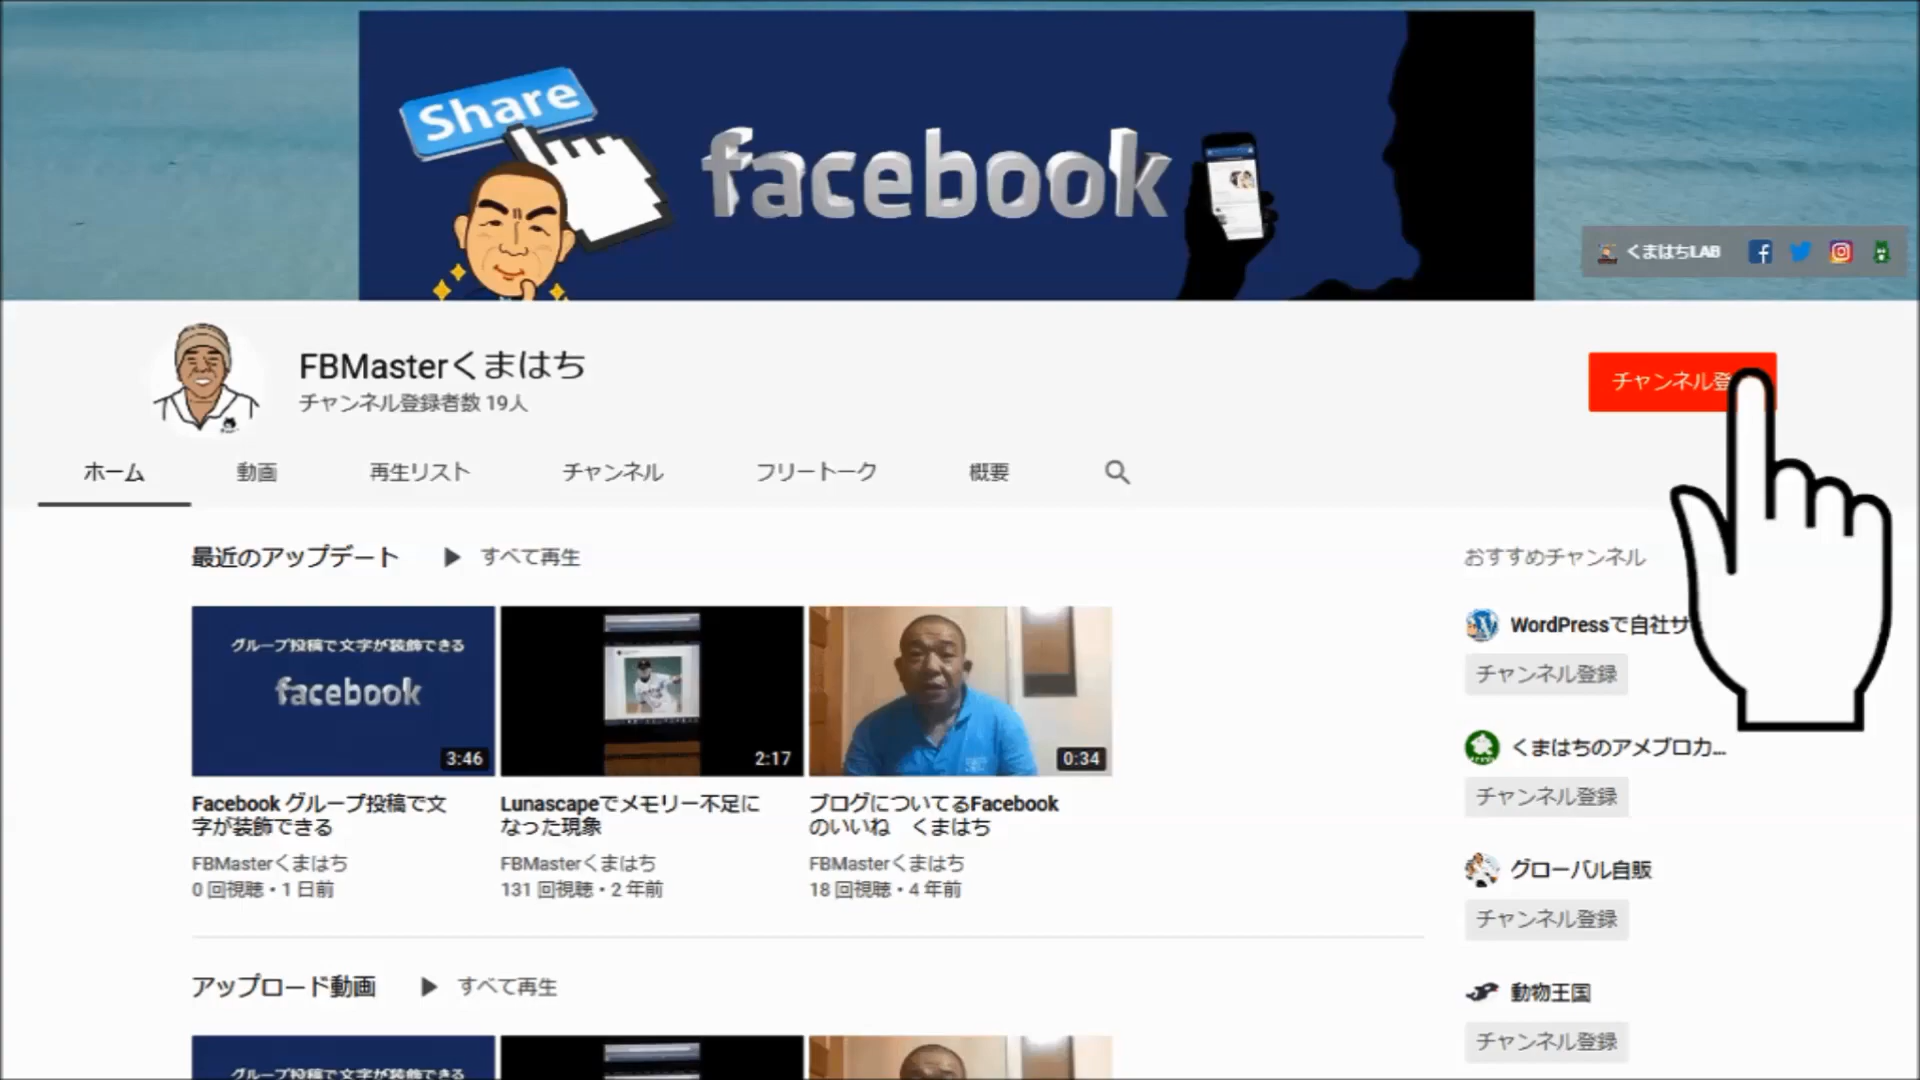 Share
facebook
くまはちLAB
FBMasterくまはち
チャンネル登録者数 19人
チャンネル登
ホーム 動画 再生リスト チャンネル フリートーク 概要
最近のアップデート ▶ すべて再生
グループ投稿で文字が装飾できる
facebook
3:46
2:17
0:34
Facebook グループ投稿で文
字が装飾できる
FBMasterくまはち
0 回視聴・1 日前
Lunascapeでメモリー不足に
なった現象
FBMasterくまはち
131 回視聴・2 年前
ブログについてるFacebook
のいいね くまはち
FBMasterくまはち
18 回視聴・4 年前
アップロード動画 ▶ すべて再生
グループ投稿で文字が装飾できる
おすすめチャンネル
WordPressで自社サ
チャンネル登録
くまはちのアメブロカ...
チャンネル登録
グローバル自販
チャンネル登録
動物王国
チャンネル登録